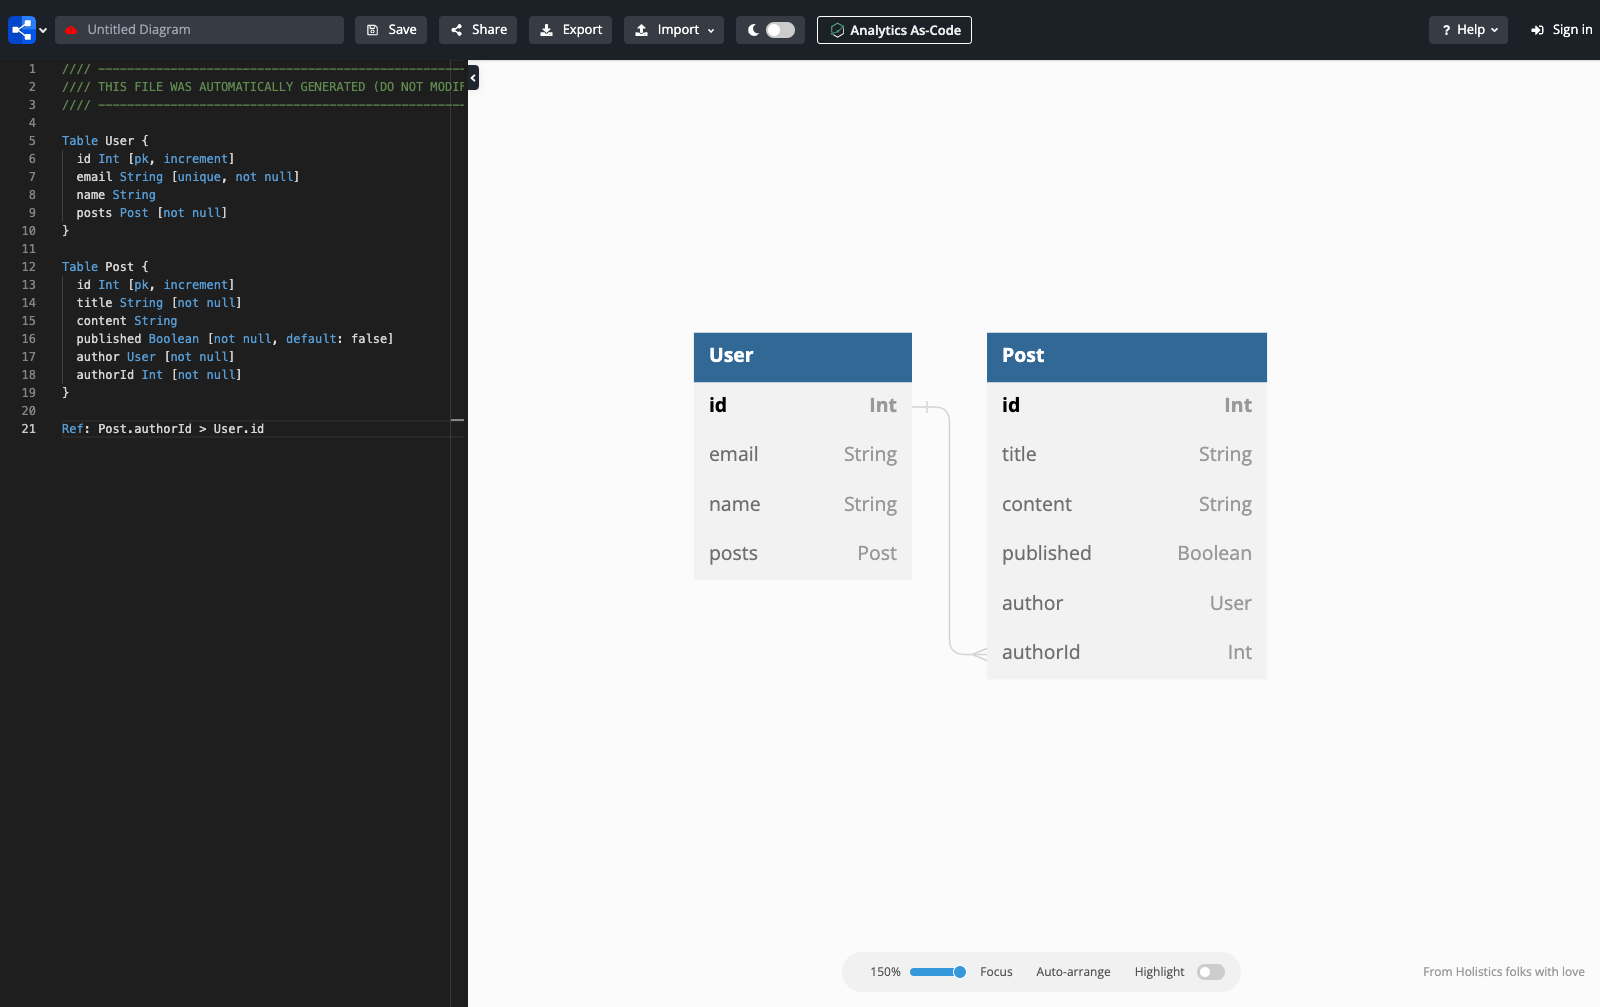 Untitled Diagram Save Share Export Import Analytics As-Code ? Help Sign in
1 //// ------------------------------------------------------
2 //// THIS FILE WAS AUTOMATICALLY GENERATED (DO NOT MODIF
3 //// ------------------------------------------------------
4
5 Table User {
6 id Int [pk, increment]
7 email String [unique, not null]
8 name String
9 posts Post [not null]
10 }
11
12 Table Post {
13 id Int [pk, increment]
14 title String [not null]
15 content String
16 published Boolean [not null, default: false]
17 author User [not null]
18 authorId Int [not null]
19 }
20
21 Ref: Post.authorId > User.id
User
id Int
email String
name String
posts Post
Post
id Int
title String
content String
published Boolean
author User
authorId Int
150% Focus Auto-arrange Highlight
From Holistics folks with love